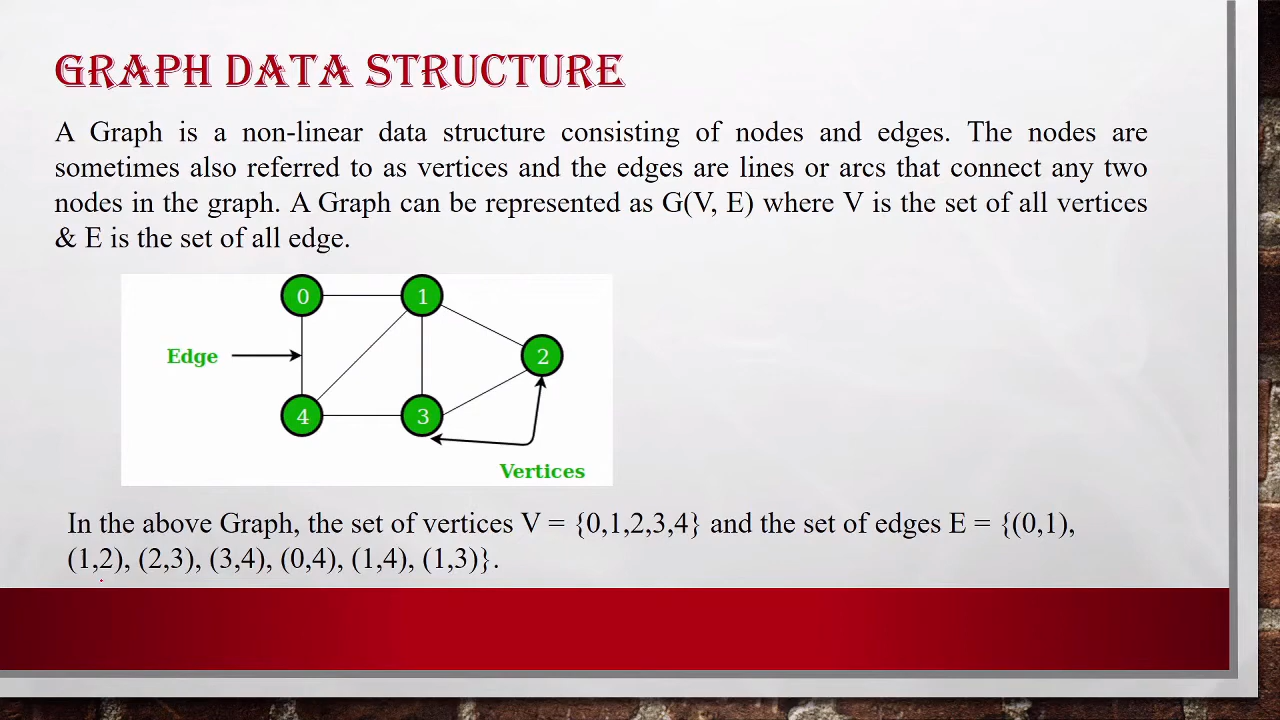 GRAPH DATA STRUCTURE
A Graph is a non-linear data structure consisting of nodes and edges. The nodes are
sometimes also referred to as vertices and the edges are lines or arcs that connect any two
nodes in the graph. A Graph can be represented as G(V, E) where V is the set of all vertices
& E is the set of all edge.
0 1
Edge 2
4 3
Vertices
In the above Graph, the set of vertices V = {0,1,2,3,4} and the set of edges E = {(0,1),
(1,2), (2,3), (3,4), (0,4), (1,4), (1,3)}.